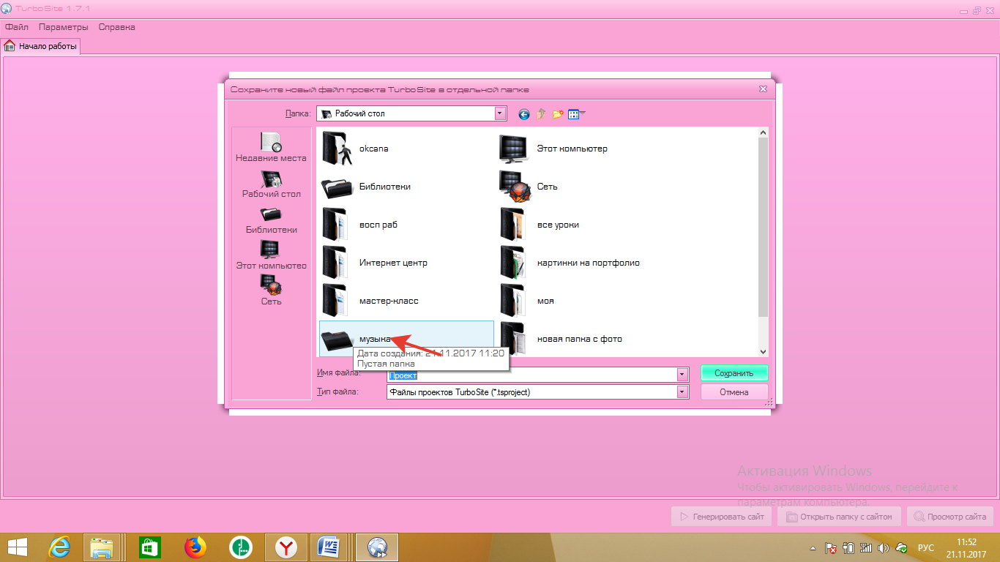 TurboSite 1.7.1
Файл Параметры Справка
Начало работы
Сохраните новый файл проекта TurboSite в отдельной папке
Папка: Рабочий стол
Недавние места
Рабочий стол
Библиотеки
Этот компьютер
Сеть
okcana Этот компьютер
Библиотеки Сеть
восп раб все уроки
Интернет центр картинки на портфолио
мастер-класс моя
музыка новая папка с фото
Дата создания: 21.11.2017 11:20
Пустая папка
Имя файла: Проект Сохранить
Тип файла: Файлы проектов TurboSite (*.tsproject) Отмена
Активация Windows
Чтобы активировать Windows, перейдите к
параметрам компьютера.
Генерировать сайт Открыть папку с сайтом Просмотр сайта
РУС 11:52
21.11.2017